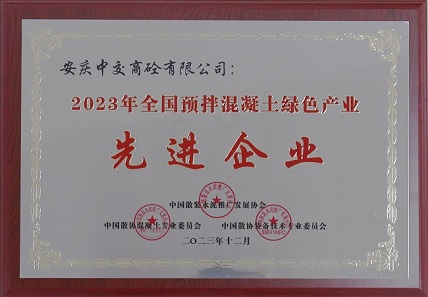 安庆中交商砼有限公司：
2023年全国预拌混凝土绿色产业
先进企业
中国散装水泥推广发展协会
中国散协混凝土专业委员会 中国散协装备技术专业委员会
二〇二三年十二月